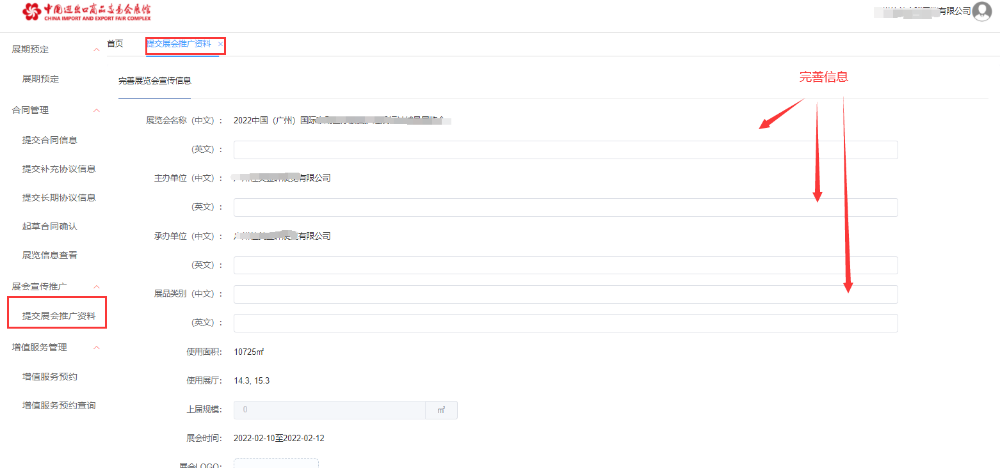 中国进出口商品交易会展馆
CHINA IMPORT AND EXPORT FAIR COMPLEX
有限公司
展期预定
展期预定
合同管理
提交合同信息
提交补充协议信息
提交长期协议信息
起草合同确认
展览信息查看
展会宣传推广
提交展会推广资料
增值服务管理
增值服务预约
增值服务预约查询
首页
提交展会推广资料 ×
完善展览会宣传信息
完善信息
展览会名称（中文）： 2022中国（广州）国际
(英文) ：
主办单位（中文）： 有限公司
(英文) ：
承办单位（中文）： 有限公司
(英文) ：
展品类别（中文）：
(英文) ：
使用面积： 10725㎡
使用展厅： 14.3, 15.3
上届规模： 0 ㎡
展会时间： 2022-02-10至2022-02-12
展会LOGO: